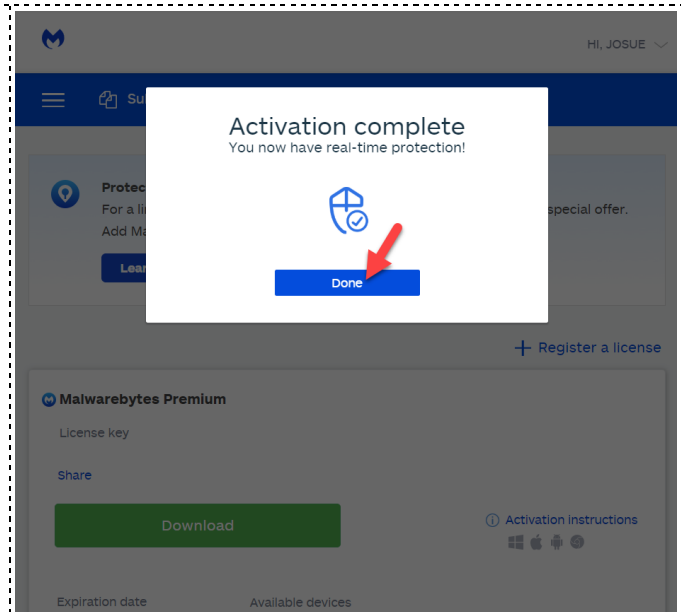 HI, JOSUE
Su
Activation complete
You now have real-time protection!
Done
Protec
For a li
special offer.
Add Ma
Lear
Register a license
Malwarebytes Premium
License key
Share
Download
Activation instructions
Expiration date
Available devices